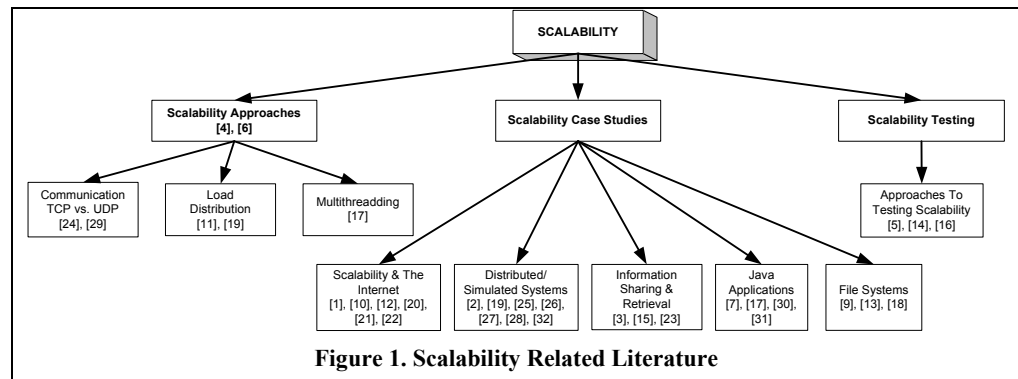 SCALABILITY
Scalability Approaches
[4], [6]
Scalability Case Studies
Scalability Testing
Communication
TCP vs. UDP
[24], [29]
Load
Distribution
[11], [19]
Multithreadding
[17]
Approaches To
Testing Scalability
[5], [14], [16]
Scalability & The
Internet
[1], [10], [12], [20],
[21], [22]
Distributed/
Simulated Systems
[2], [19], [25], [26],
[27], [28], [32]
Information
Sharing &
Retrieval
[3], [15], [23]
Java
Applications
[7], [17], [30],
[31]
File Systems
[9], [13], [18]
Figure 1. Scalability Related Literature